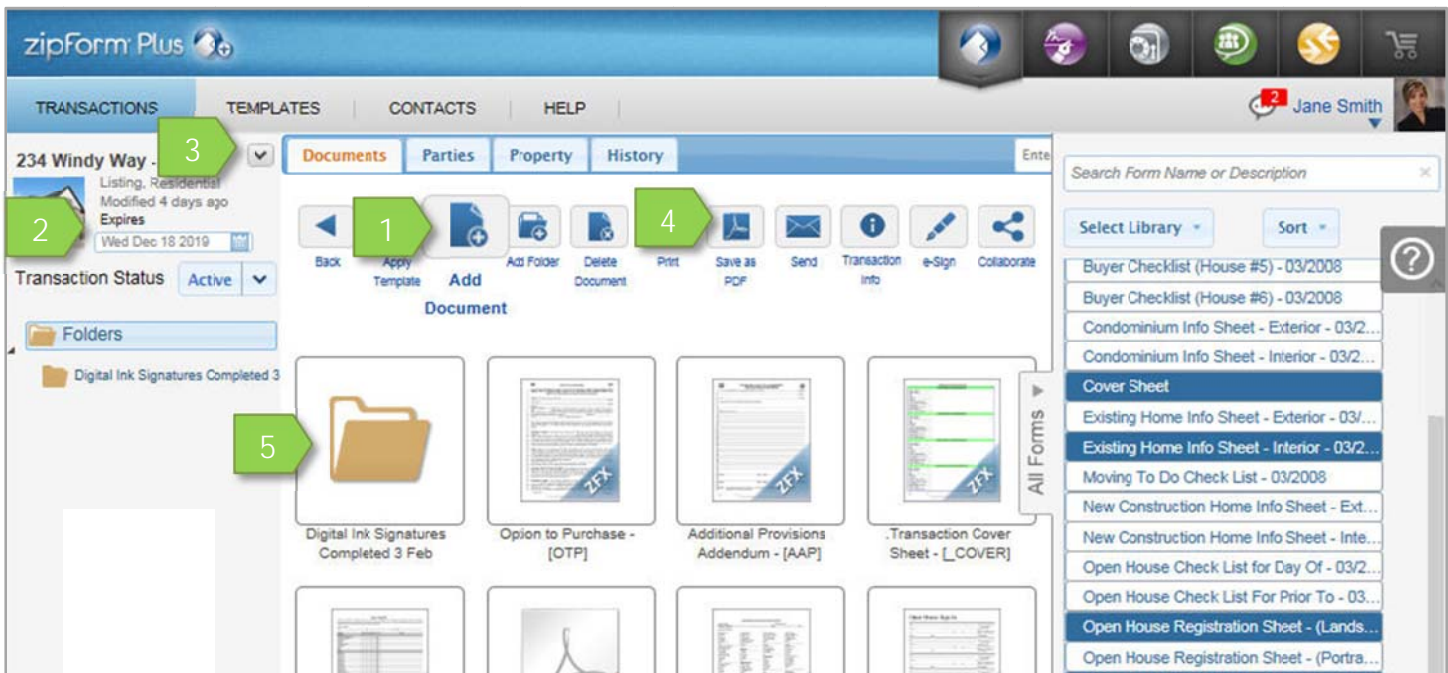 zipForm Plus
TRANSACTIONS TEMPLATES CONTACTS HELP
2 Jane Smith
234 Windy Way -
3
Listing, Residential
Modified 4 days ago
Expires
2
Wed Dec 18 2019
Transaction Status Active
Folders
Digital Ink Signatures Completed 3
Documents Parties Property History Ente
1
4
Back
Apply Template
Add Document
Add Folder
Delete Document
Print
Save as PDF
Send
Transaction Info
e-Sign
Collaborate
5
ZFX
ZFX
ZFX
Digital Ink Signatures Completed 3 Feb
Opion to Purchase - [OTP]
Additional Provisions Addendum - [AAP]
.Transaction Cover Sheet - [_COVER]
All Forms
Search Form Name or Description
Select Library Sort
?
Buyer Checklist (House #5) - 03/2008
Buyer Checklist (House #6) - 03/2008
Condominium Info Sheet - Exterior - 03/2...
Condominium Info Sheet - Interior - 03/2...
Cover Sheet
Existing Home Info Sheet - Exterior - 03/...
Existing Home Info Sheet - Interior - 03/2...
Moving To Do Check List - 03/2008
New Construction Home Info Sheet - Ext...
New Construction Home Info Sheet - Inte...
Open House Check List for Day Of - 03/2...
Open House Check List For Prior To - 03...
Open House Registration Sheet - (Lands...
Open House Registration Sheet - (Portra...